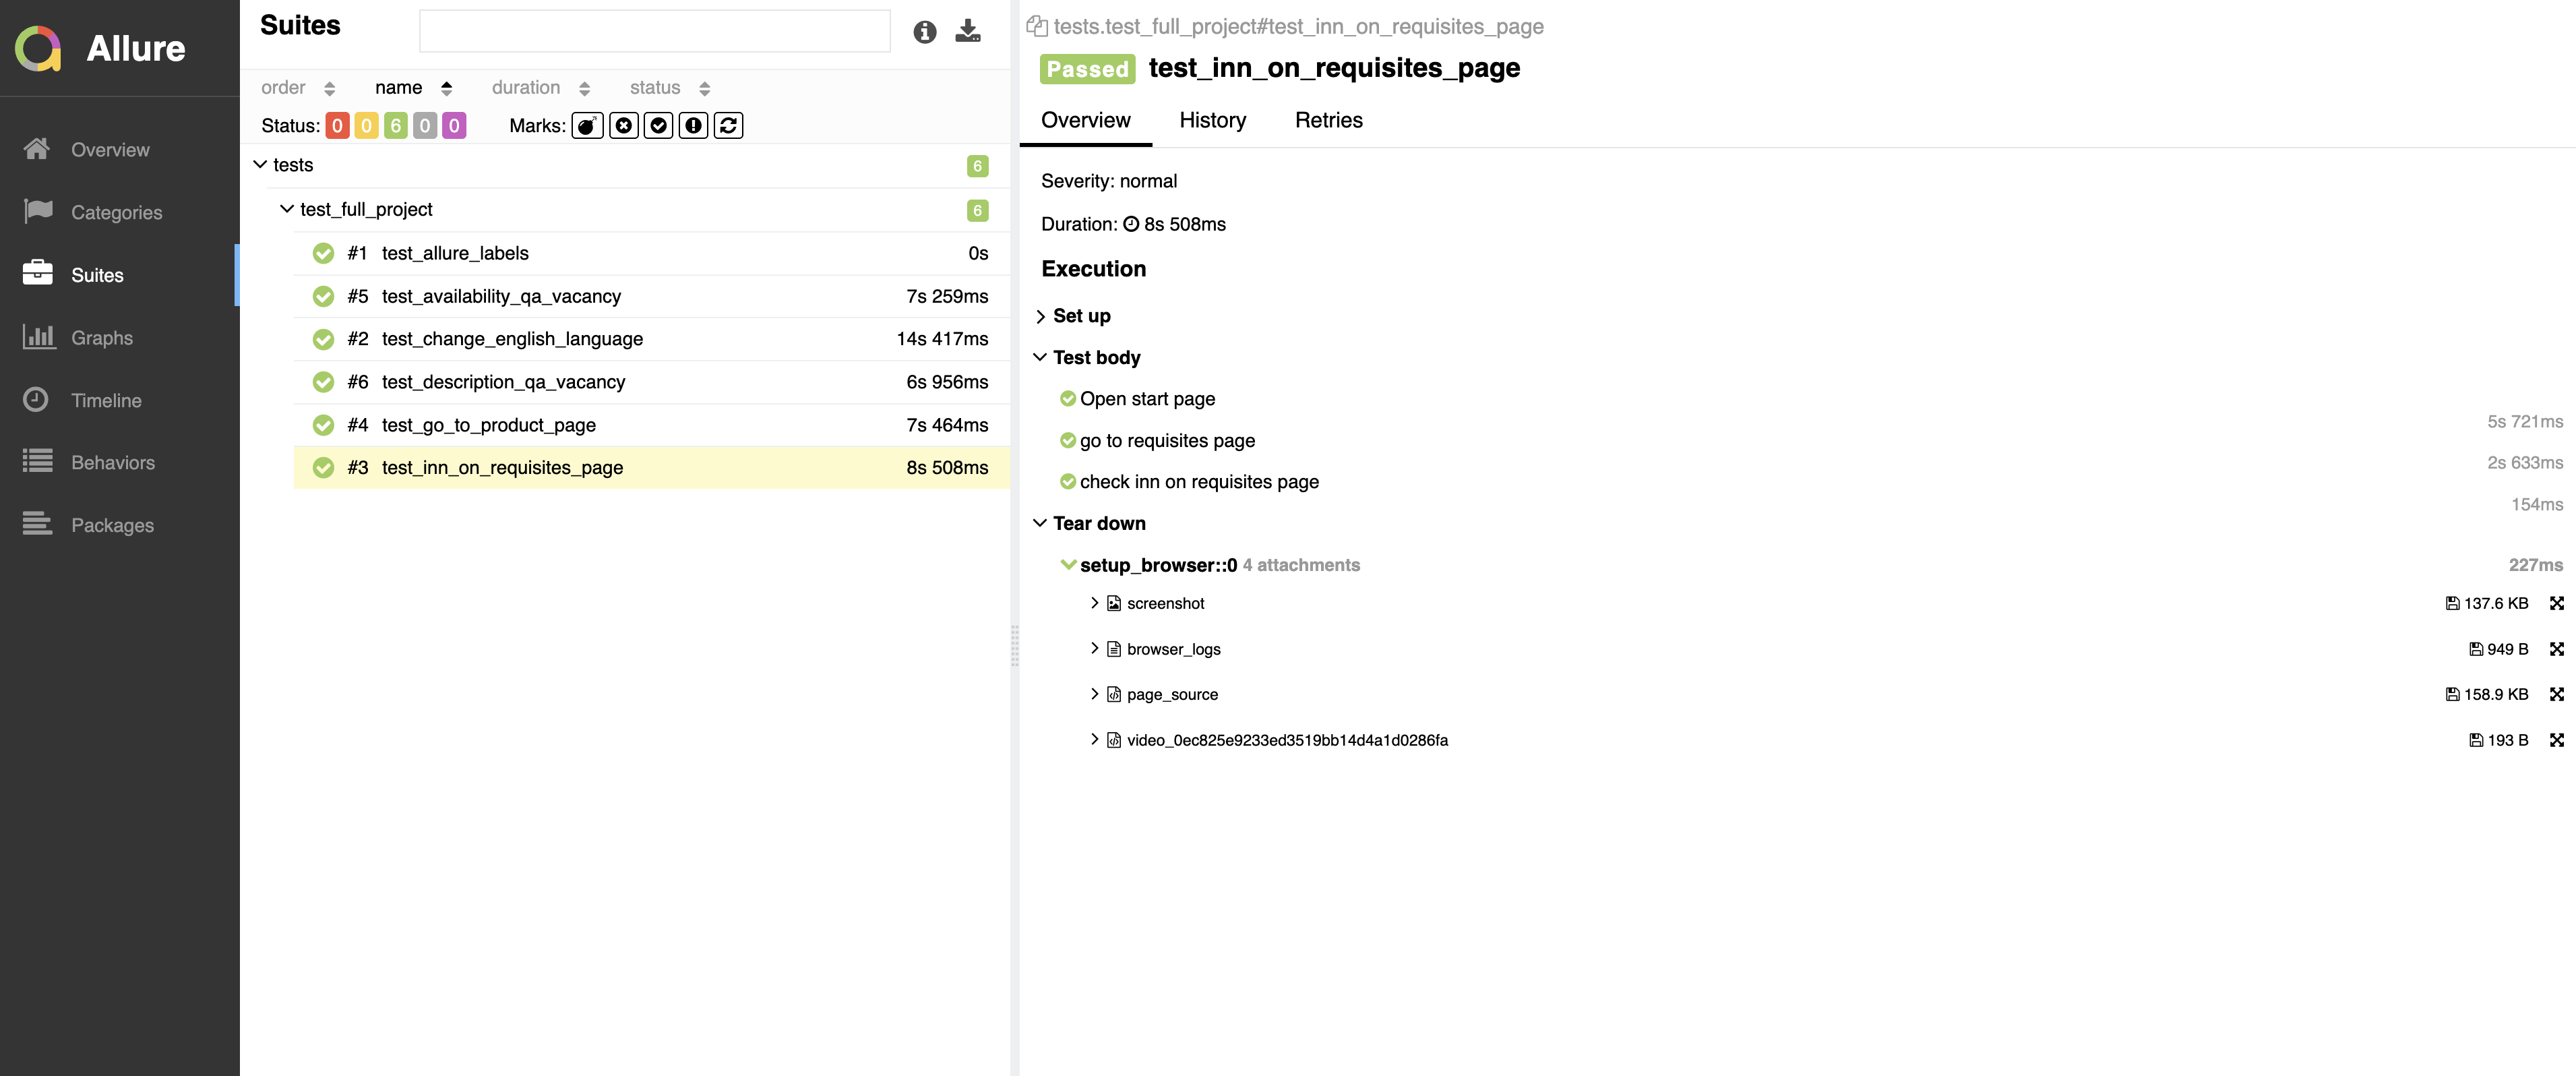 Allure
Overview
Categories
Suites
Graphs
Timeline
Behaviors
Packages
Suites
order name duration status
Status: 0 0 6 0 0 Marks:
tests 6
test_full_project 6
#1 test_allure_labels 0s
#5 test_availability_qa_vacancy 7s 259ms
#2 test_change_english_language 14s 417ms
#6 test_description_qa_vacancy 6s 956ms
#4 test_go_to_product_page 7s 464ms
#3 test_inn_on_requisites_page 8s 508ms
tests.test_full_project#test_inn_on_requisites_page
Passed test_inn_on_requisites_page
Overview History Retries
Severity: normal
Duration: 8s 508ms
Execution
Set up
Test body
Open start page
5s 721ms
go to requisites page
2s 633ms
check inn on requisites page
154ms
Tear down
setup_browser::0 4 attachments 227ms
screenshot 137.6 KB
browser_logs 949 B
page_source 158.9 KB
video_0ec825e9233ed3519bb14d4a1d0286fa 193 B